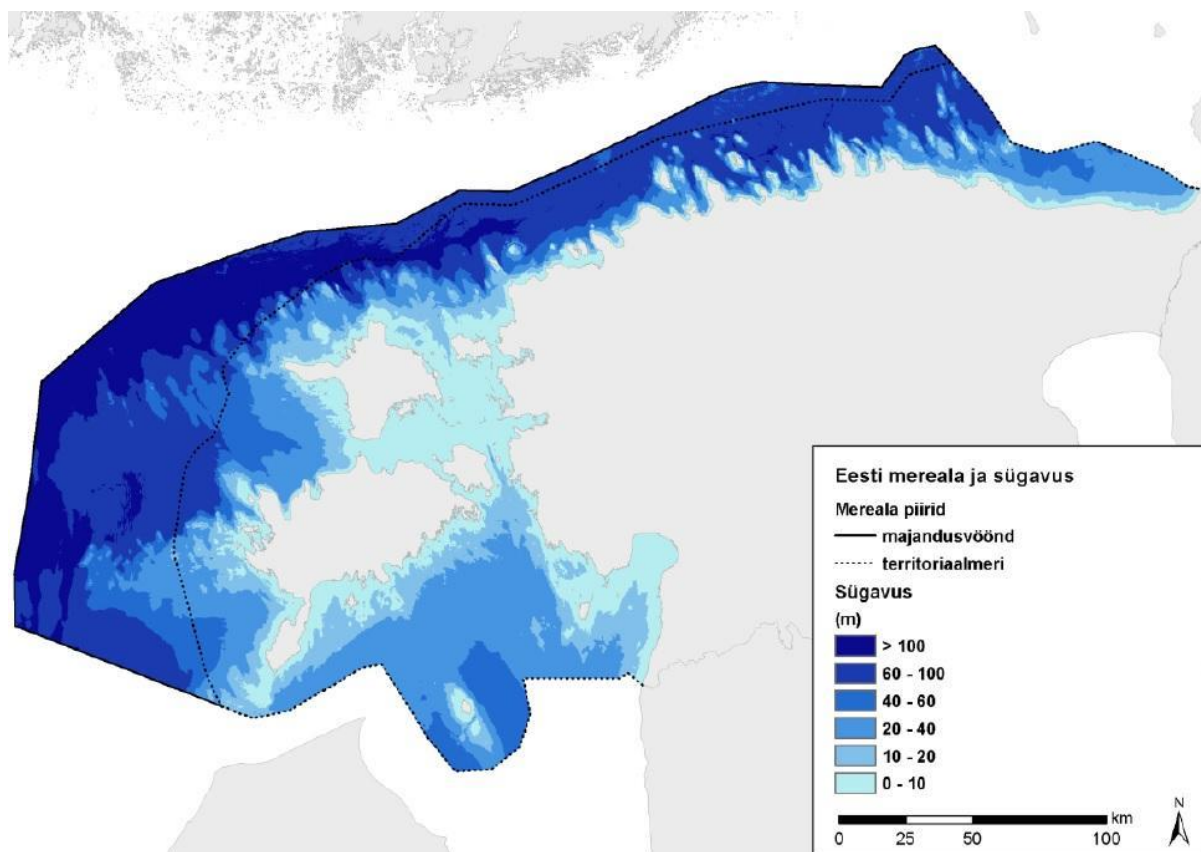 Eesti mereala ja sügavus
Mereala piirid
majandusvöönd
territoriaalmeri
Sügavus
(m)
> 100
60 - 100
40 - 60
20 - 40
10 - 20
0 - 10
km
0 25 50 100
N